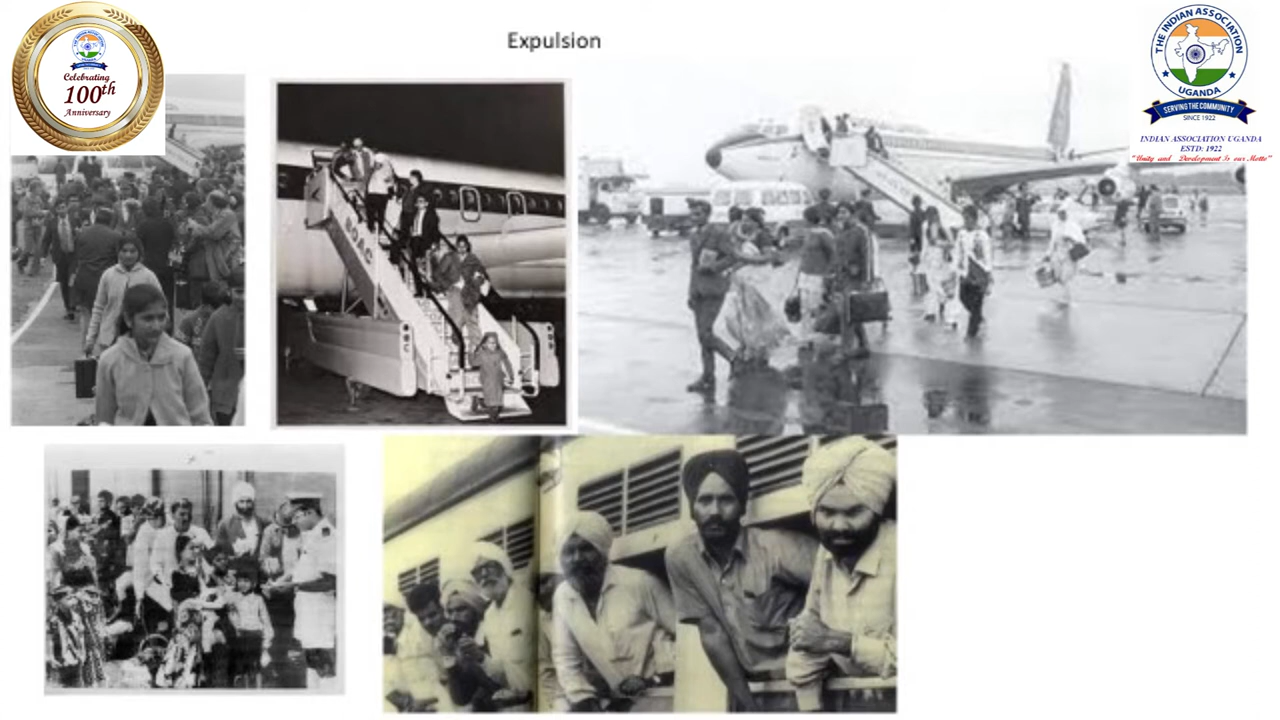 Expulsion
Celebrating
100th
Anniversary
THE INDIAN ASSOCIATION
UGANDA
SERVING THE COMMUNITY
SINCE 1922
INDIAN ASSOCIATION UGANDA
ESTD: 1922
"Unity and Development Is our Motto"
BOAC